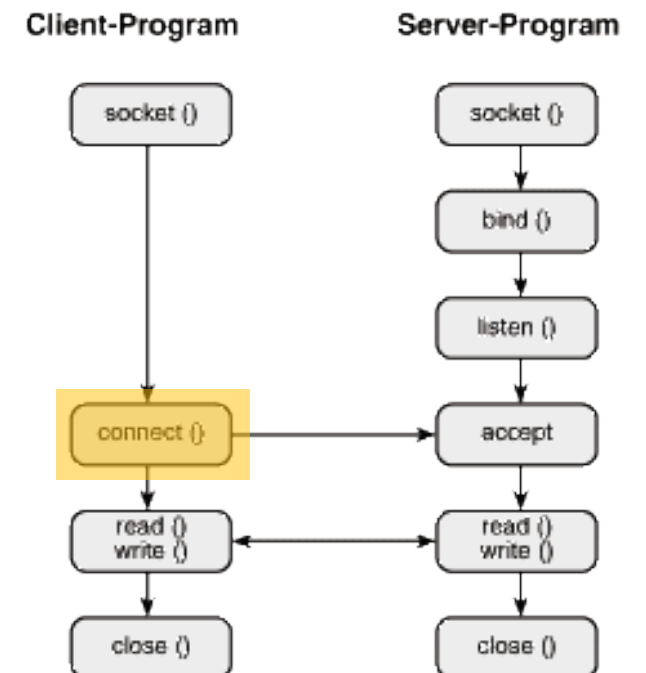 Client-Program
Server-Program
socket ()
socket ()
bind ()
listen ()
connect ()
accept
read ()
write ()
read ()
write ()
close ()
close ()